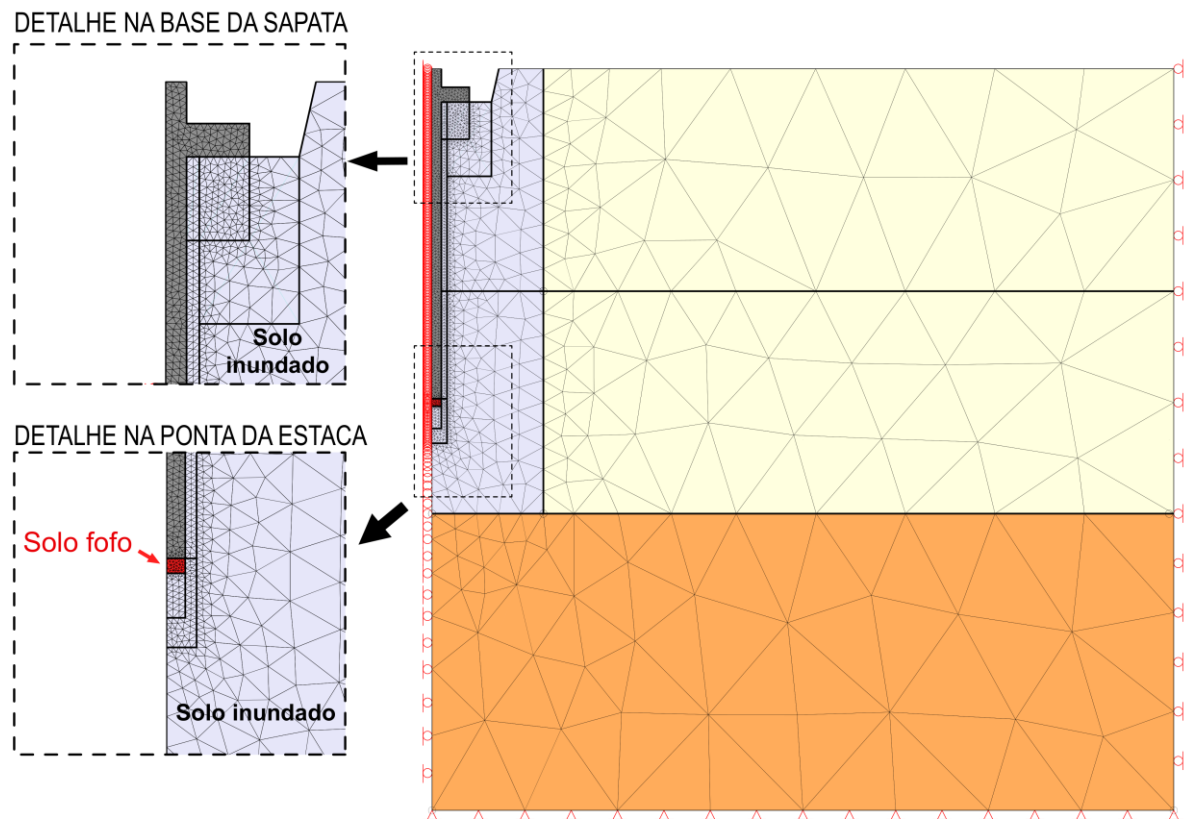 DETALHE NA BASE DA SAPATA
Solo
inundado
DETALHE NA PONTA DA ESTACA
Solo fofo
Solo inundado